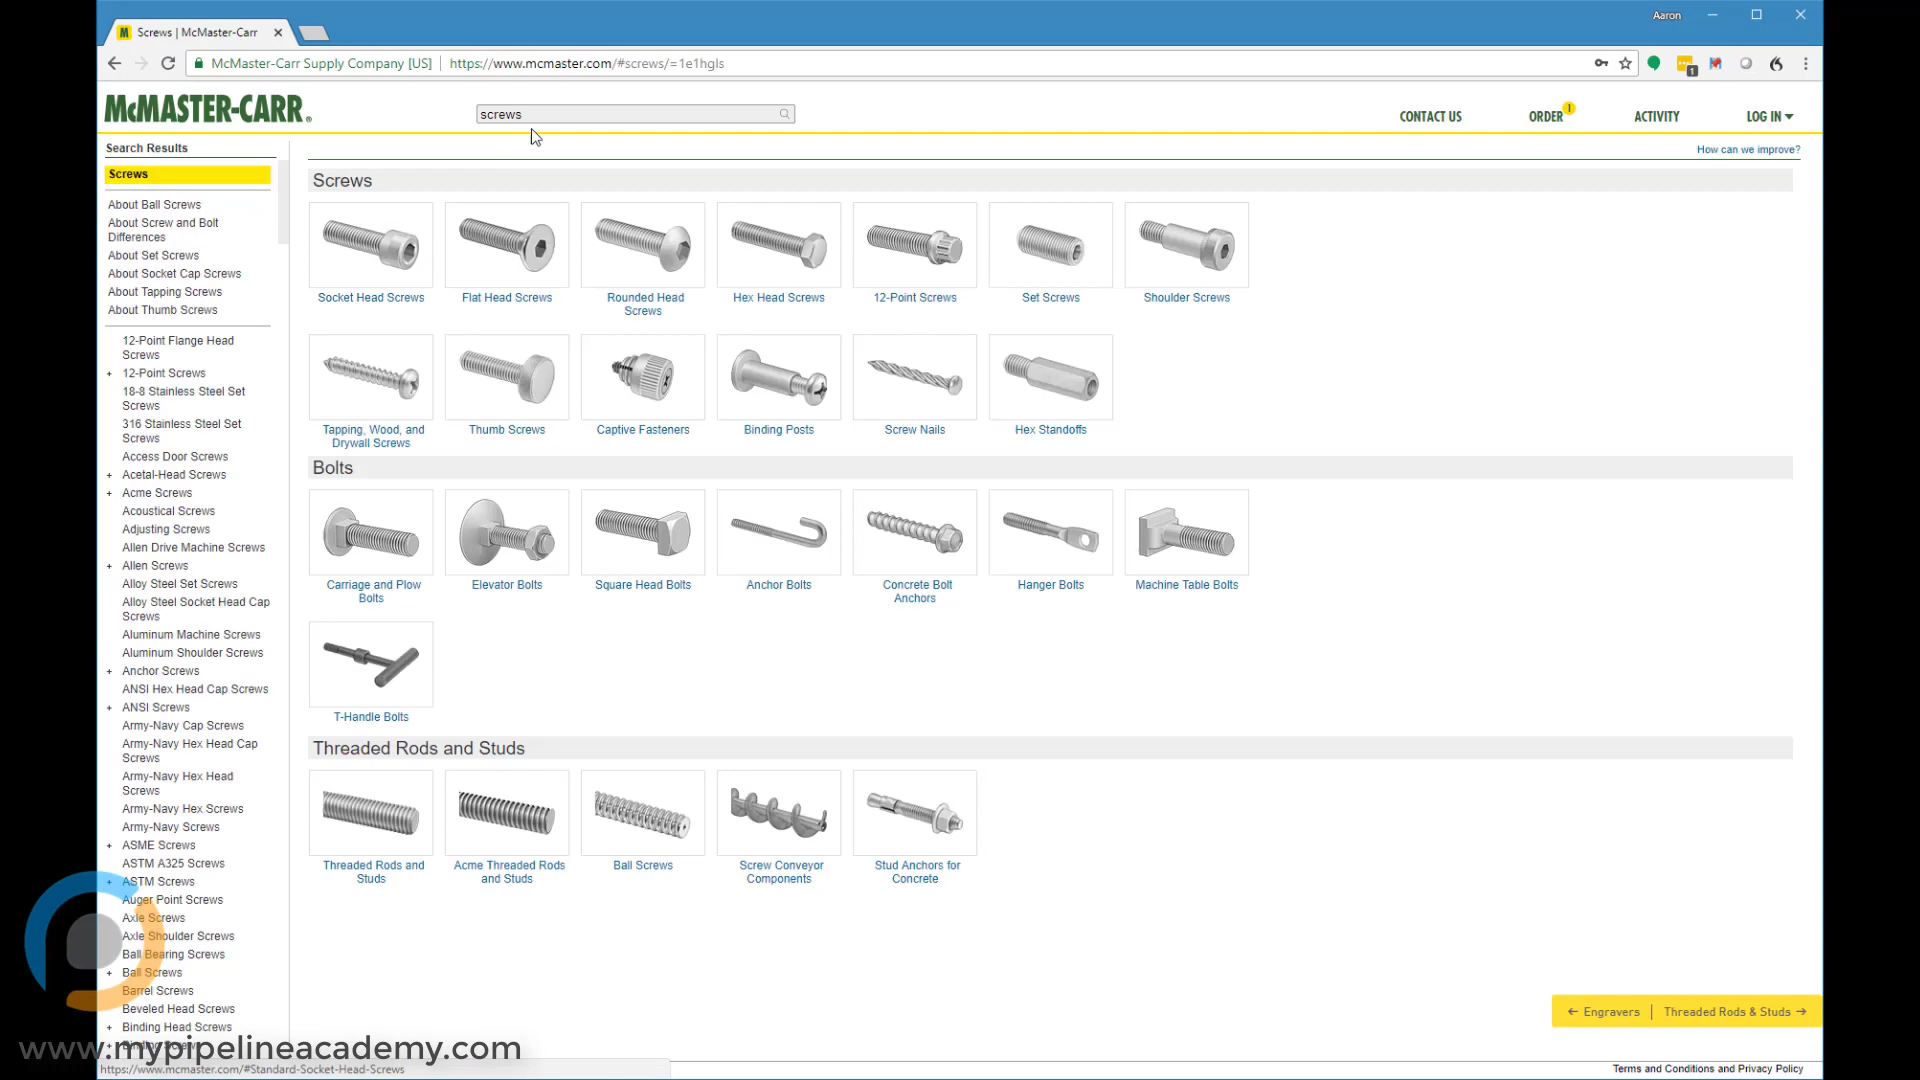 Screws | McMaster-Carr
Aaron
McMaster-Carr Supply Company [US]
https://www.mcmaster.com/#screws/=1e1hgls
1
McMASTER-CARR®
screws
CONTACT US
ORDER 1
ACTIVITY
LOG IN
Search Results
How can we improve?
Screws
About Ball Screws
About Screw and Bolt
Differences
About Set Screws
About Socket Cap Screws
About Tapping Screws
About Thumb Screws
12-Point Flange Head
Screws
+ 12-Point Screws
18-8 Stainless Steel Set
Screws
316 Stainless Steel Set
Screws
Access Door Screws
+ Acetal-Head Screws
+ Acme Screws
Acoustical Screws
Adjusting Screws
Allen Drive Machine Screws
+ Allen Screws
Alloy Steel Set Screws
Alloy Steel Socket Head Cap
Screws
Aluminum Machine Screws
Aluminum Shoulder Screws
+ Anchor Screws
ANSI Hex Head Cap Screws
+ ANSI Screws
Army-Navy Cap Screws
Army-Navy Hex Head Cap
Screws
Army-Navy Hex Head
Screws
Army-Navy Hex Screws
Army-Navy Screws
+ ASME Screws
ASTM A325 Screws
+ ASTM Screws
Auger Point Screws
Axle Screws
Axle Shoulder Screws
Ball Bearing Screws
+ Ball Screws
Barrel Screws
Beveled Head Screws
+ Binding Head Screws
Screws
Socket Head Screws
Flat Head Screws
Rounded Head
Screws
Hex Head Screws
12-Point Screws
Set Screws
Shoulder Screws
Tapping, Wood, and
Drywall Screws
Thumb Screws
Captive Fasteners
Binding Posts
Screw Nails
Hex Standoffs
Bolts
Carriage and Plow
Bolts
Elevator Bolts
Square Head Bolts
Anchor Bolts
Concrete Bolt
Anchors
Hanger Bolts
Machine Table Bolts
T-Handle Bolts
Threaded Rods and Studs
Threaded Rods and
Studs
Acme Threaded Rods
and Studs
Ball Screws
Screw Conveyor
Components
Stud Anchors for
Concrete
← Engravers | Threaded Rods & Studs →
www.mypipelineacademy.com
https://www.mcmaster.com/#Standard-Socket-Head-Screws
Terms and Conditions and Privacy Policy